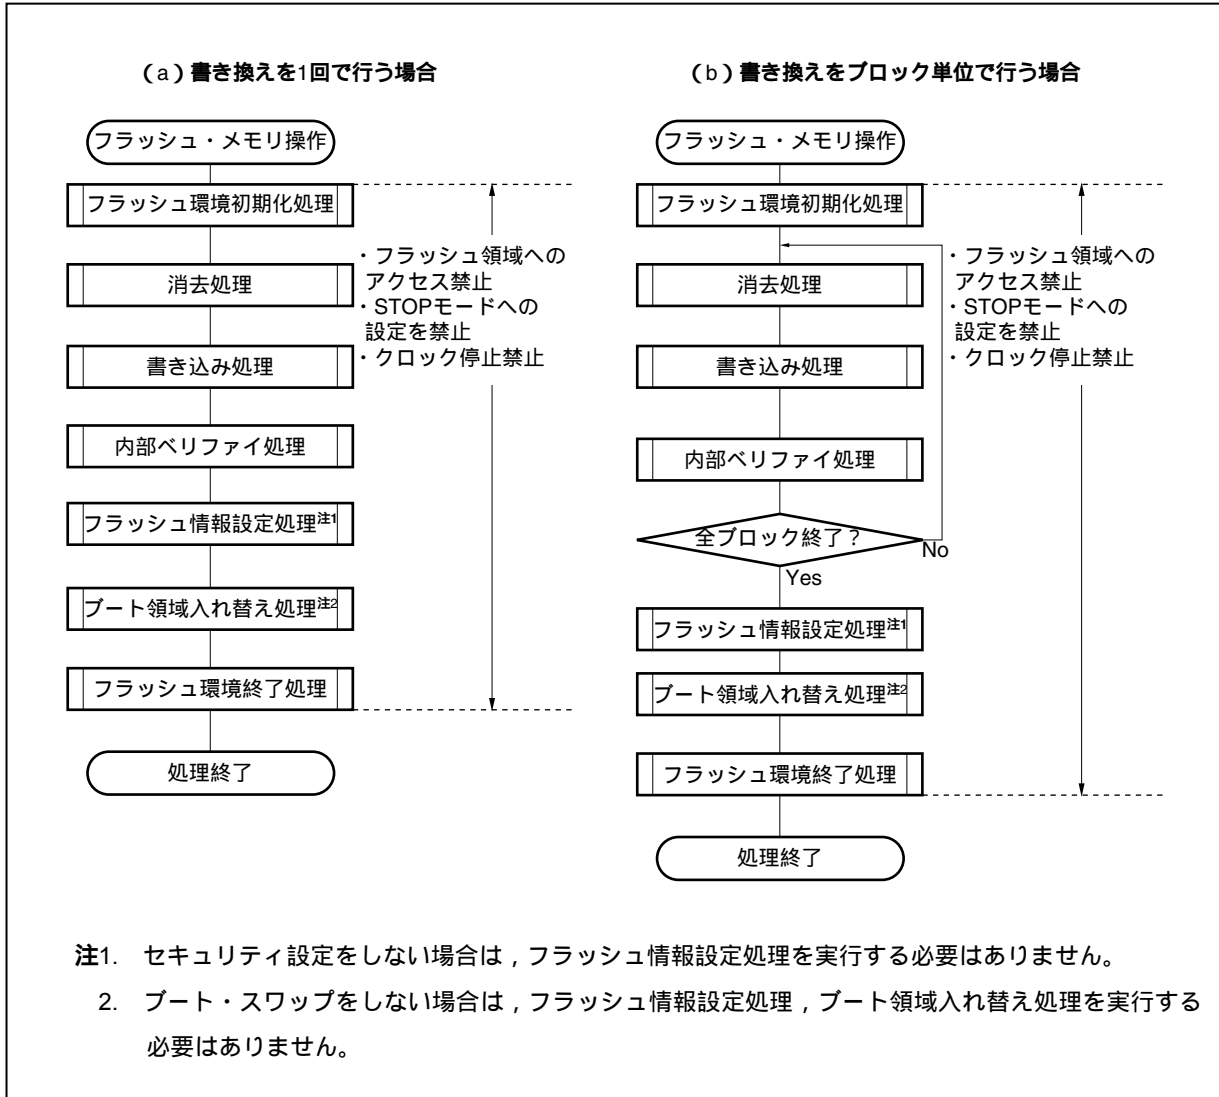 （a）書き換えを1回で行う場合
フラッシュ・メモリ操作
フラッシュ環境初期化処理
・フラッシュ領域への
アクセス禁止
・STOPモードへの
設定を禁止
・クロック停止禁止
消去処理
書き込み処理
内部ベリファイ処理
フラッシュ情報設定処理注1
ブート領域入れ替え処理注2
フラッシュ環境終了処理
処理終了
（b）書き換えをブロック単位で行う場合
フラッシュ・メモリ操作
フラッシュ環境初期化処理
・フラッシュ領域への
アクセス禁止
・STOPモードへの
設定を禁止
・クロック停止禁止
消去処理
書き込み処理
内部ベリファイ処理
全ブロック終了？
No
Yes
フラッシュ情報設定処理注1
ブート領域入れ替え処理注2
フラッシュ環境終了処理
処理終了
注1. セキュリティ設定をしない場合は，フラッシュ情報設定処理を実行する必要はありません。
2. ブート・スワップをしない場合は，フラッシュ情報設定処理，ブート領域入れ替え処理を実行する
必要はありません。